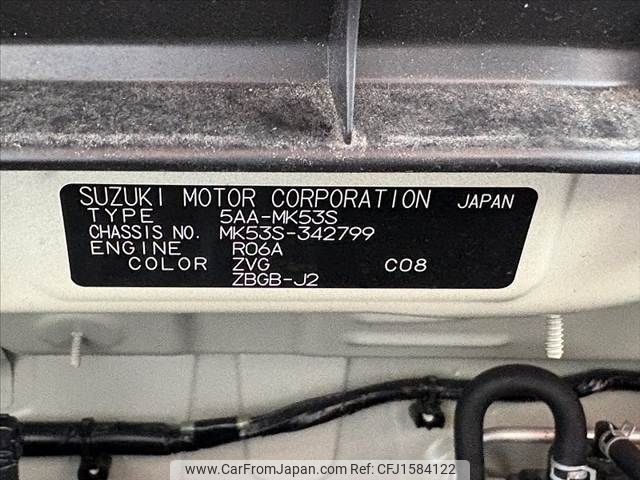 SUZUKI MOTOR CORPORATION JAPAN
TYPE 5AA-MK53S
CHASSIS NO. MK53S-342799
ENGINE R06A
COLOR ZVG C08
ZBGB-J2
www.CarFromJapan.com | CFJ1584122